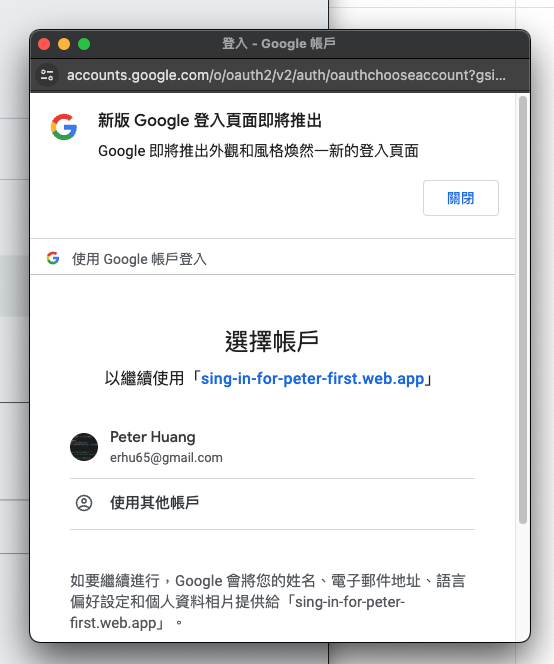 登入 - Google 帳戶
accounts.google.com/o/oauth2/v2/auth/oauthchooseaccount?gsi...
新版 Google 登入頁面即將推出
Google 即將推出外觀和風格煥然一新的登入頁面
關閉
使用 Google 帳戶登入
選擇帳戶
以繼續使用「sing-in-for-peter-first.web.app」
Peter Huang
erhu65@gmail.com
使用其他帳戶
如要繼續進行，Google 會將您的姓名、電子郵件地址、語言
偏好設定和個人資料相片提供給「sing-in-for-peter-
first.web.app」。